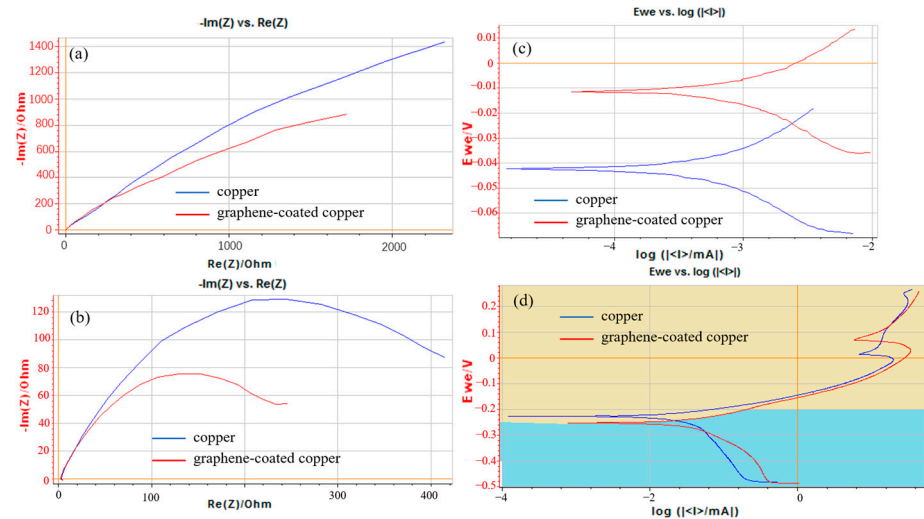 -Im(Z) vs. Re(Z)
(a)
1400
1200
1000
800
600
400
200
0
-Im(Z)/Ohm
copper
graphene-coated copper
0 1000 2000
Re(Z)/Ohm
Ewe vs. log (|<I>|)
(c)
0.01
0
-0.01
-0.02
-0.03
-0.04
-0.05
-0.06
Ewe/V
copper
graphene-coated copper
-4 -3 -2
log (|<I>/mA|)
-Im(Z) vs. Re(Z)
(b)
120
100
80
60
40
20
0
-Im(Z)/Ohm
copper
graphene-coated copper
0 100 300 400
Re(Z)/Ohm
Ewe vs. log (|<I>|)
(d)
0.2
0.1
0
-0.1
-0.2
-0.3
-0.4
-0.5
Ewe/V
copper
graphene-coated copper
-4 -2 0
log (|<I>/mA|)